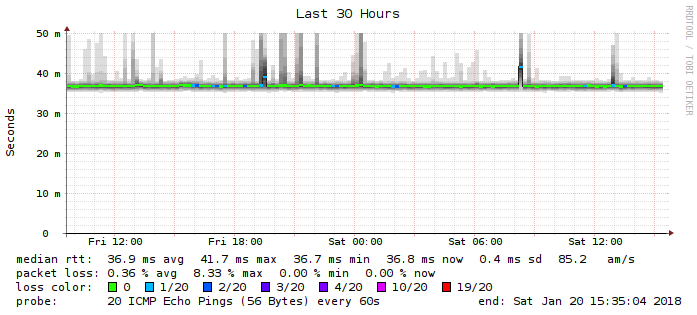 Last 30 Hours
RRDTOOL / TOBI OETIKER
Seconds
50 m
40 m
30 m
20 m
10 m
0
Fri 12:00 Fri 18:00 Sat 00:00 Sat 06:00 Sat 12:00
median rtt: 36.9 ms avg 41.7 ms max 36.7 ms min 36.8 ms now 0.4 ms sd 85.2 am/s
packet loss: 0.36 % avg 8.33 % max 0.00 % min 0.00 % now
loss color: 0 1/20 2/20 3/20 4/20 10/20 19/20
probe: 20 ICMP Echo Pings (56 Bytes) every 60s end: Sat Jan 20 15:35:04 2018